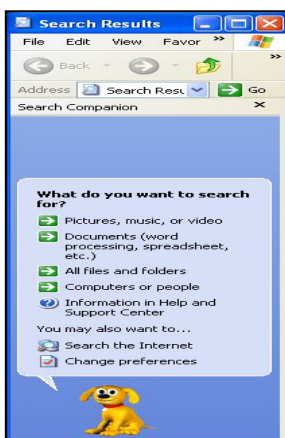 Search Results
File Edit View Favor »
Back »
Address Search Resu Go
Search Companion
What do you want to search
for?
Pictures, music, or video
Documents (word
processing, spreadsheet,
etc.)
All files and folders
Computers or people
Information in Help and
Support Center
You may also want to...
Search the Internet
Change preferences